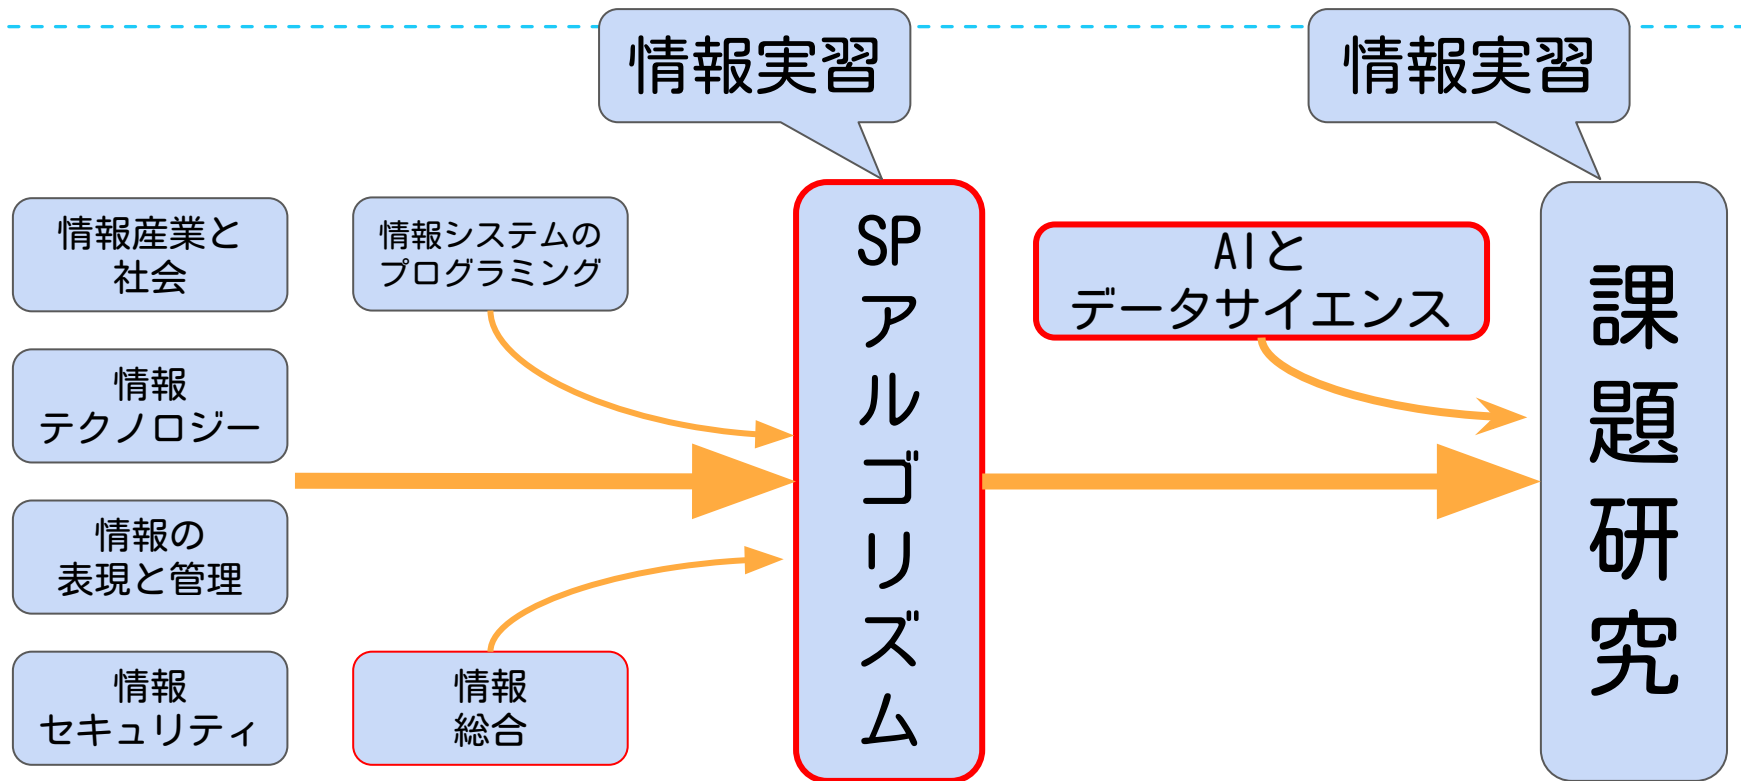 情報実習
情報実習
情報産業と
社会
情報
テクノロジー
情報の
表現と管理
情報
セキュリティ
情報システムの
プログラミング
情報
総合
SPアルゴリズム
AIと
データサイエンス
課題研究